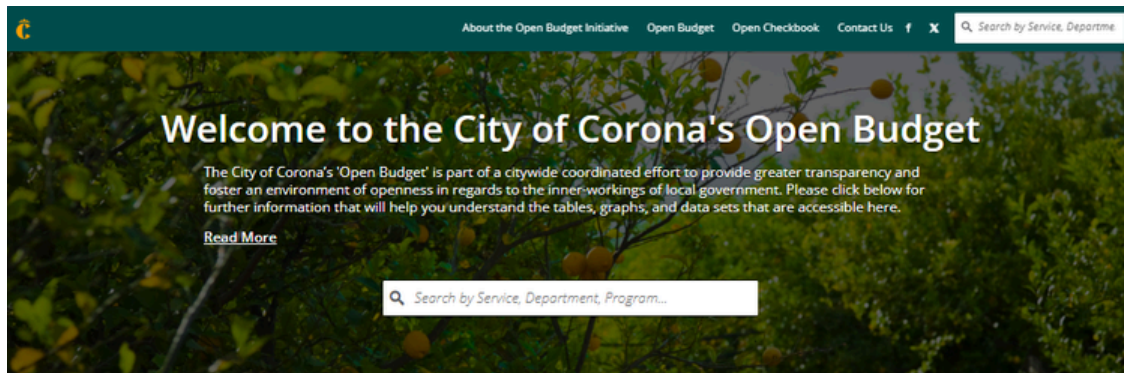 Ĉ
About the Open Budget Initiative Open Budget Open Checkbook Contact Us f X Search by Service, Departme
Welcome to the City of Corona's Open Budget
The City of Corona's 'Open Budget' is part of a citywide coordinated effort to provide greater transparency and
foster an environment of openness in regards to the inner-workings of local government. Please click below for
further information that will help you understand the tables, graphs, and data sets that are accessible here.
Read More
Search by Service, Department, Program...